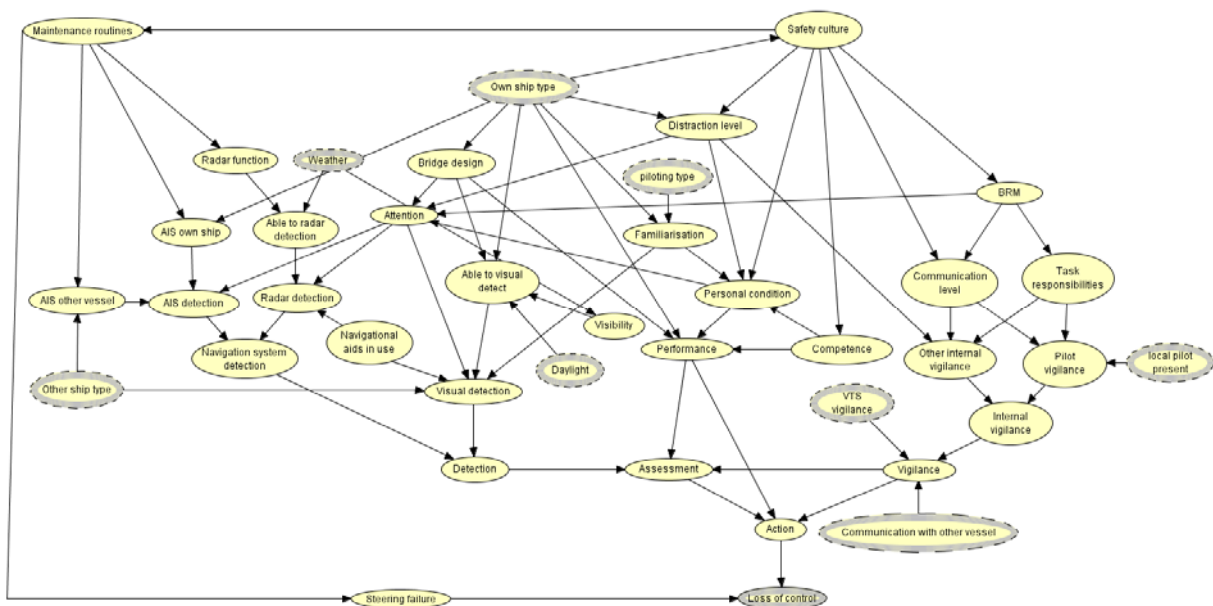 Maintenance routines
Safety culture
Own ship type
Distraction level
Radar function
Weather
Bridge design
piloting type
BRM
Attention
AIS own ship
Able to radar
detection
Familiarisation
Able to visual
detect
Communication
level
Task
responsibilities
AIS other vessel
AIS detection
Radar detection
Personal condition
Visibility
Navigational
aids in use
Navigation system
detection
Performance
Competence
Other internal
vigilance
Pilot
vigilance
local pilot
present
Daylight
Other ship type
Visual detection
VTS
vigilance
Internal
vigilance
Detection
Assessment
Vigilance
Action
Communication with other vessel
Steering failure
Loss of control